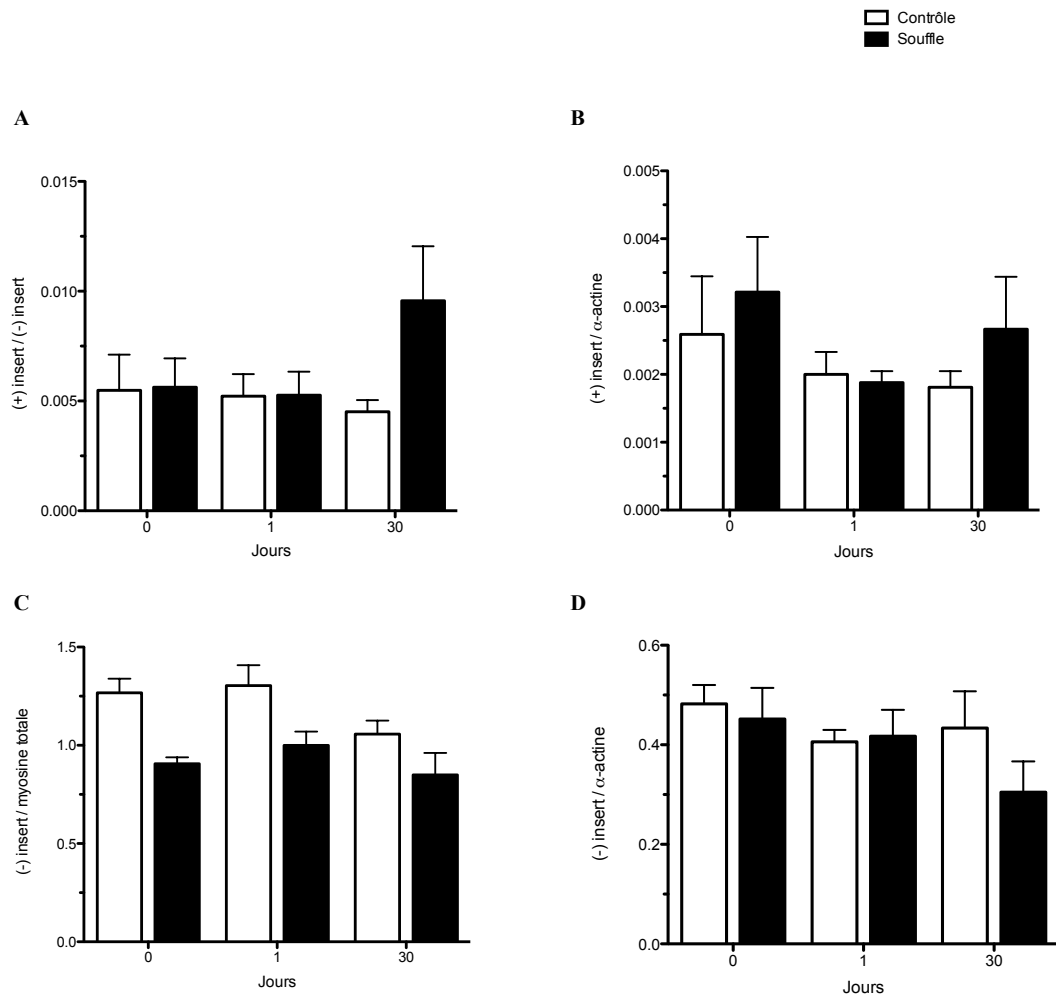 Contrôle
Souffle
A
0.015
0.010
0.005
0.000
(+) insert / (-) insert
0 1 30
Jours
B
0.005
0.004
0.003
0.002
0.001
0.000
(+) insert / α-actine
0 1 30
Jours
C
1.5
1.0
0.5
0.0
(-) insert / myosine totale
0 1 30
Jours
D
0.6
0.4
0.2
0.0
(-) insert / α-actine
0 1 30
Jours